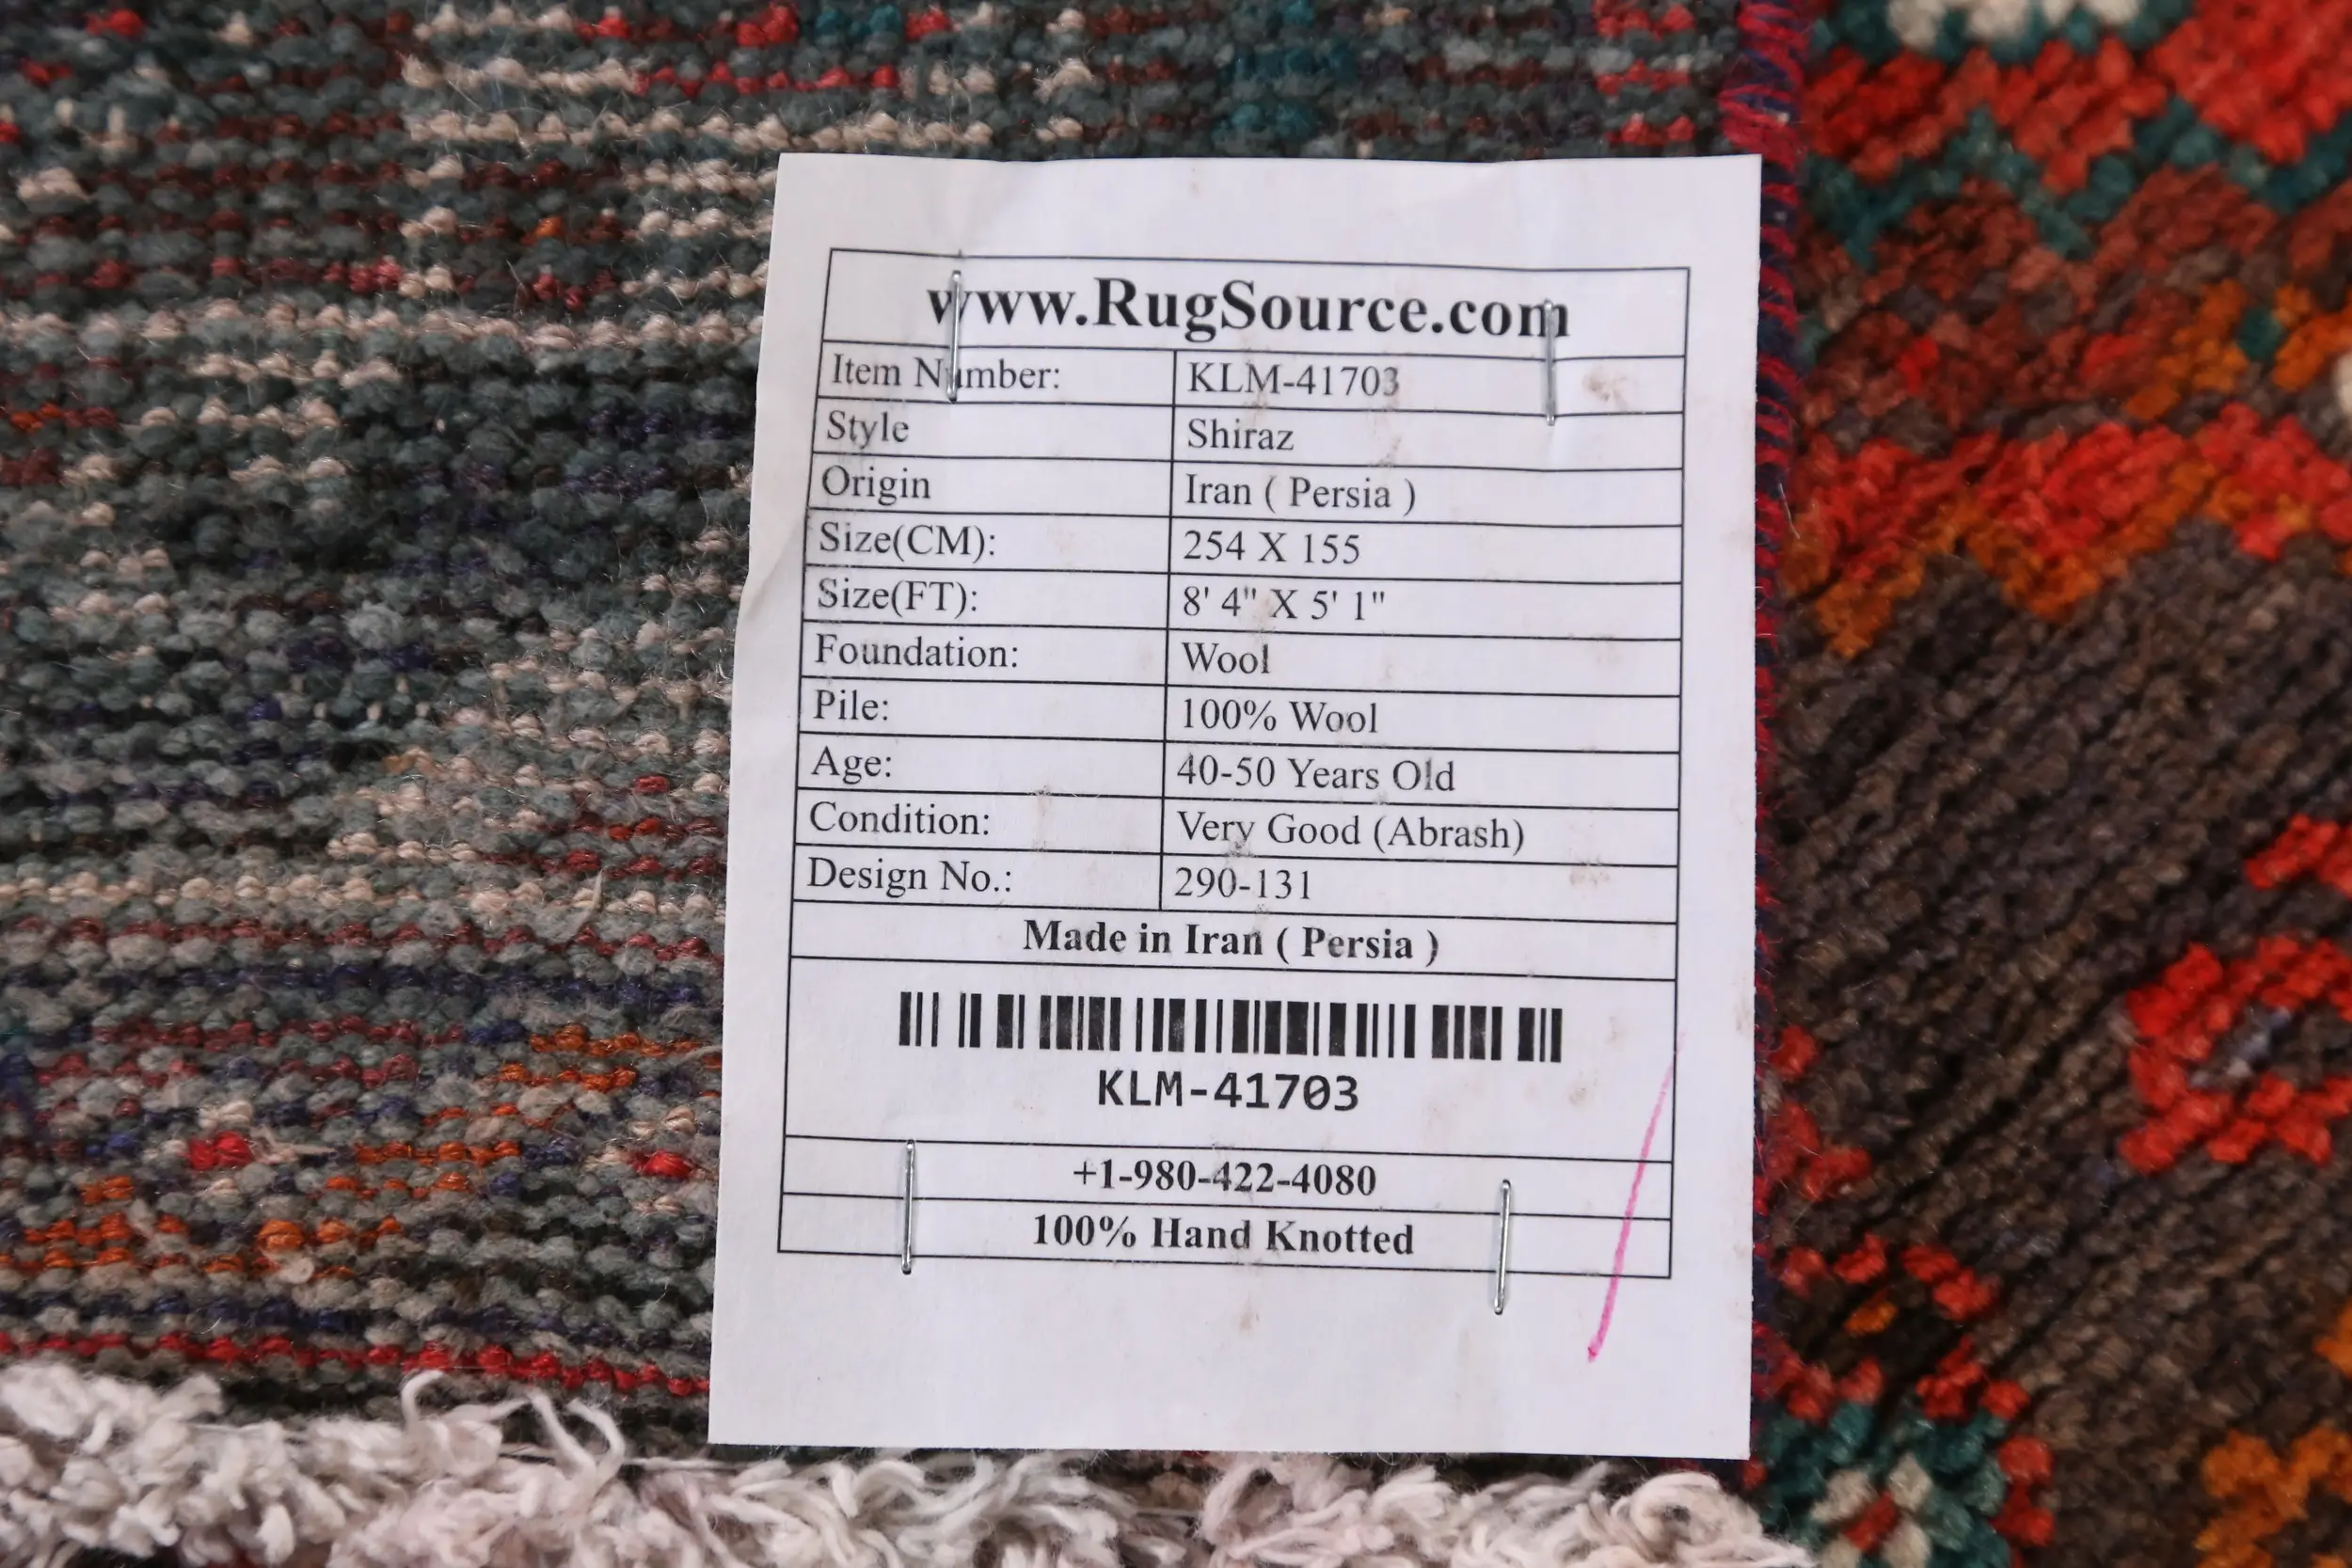 www.RugSource.com
Item Number: KLM-41703
Style Shiraz
Origin Iran ( Persia )
Size(CM): 254 X 155
Size(FT): 8' 4" X 5' 1"
Foundation: Wool
Pile: 100% Wool
Age: 40-50 Years Old
Condition: Very Good (Abrash)
Design No.: 290-131
Made in Iran ( Persia )
KLM-41703
+1-980-422-4080
100% Hand Knotted